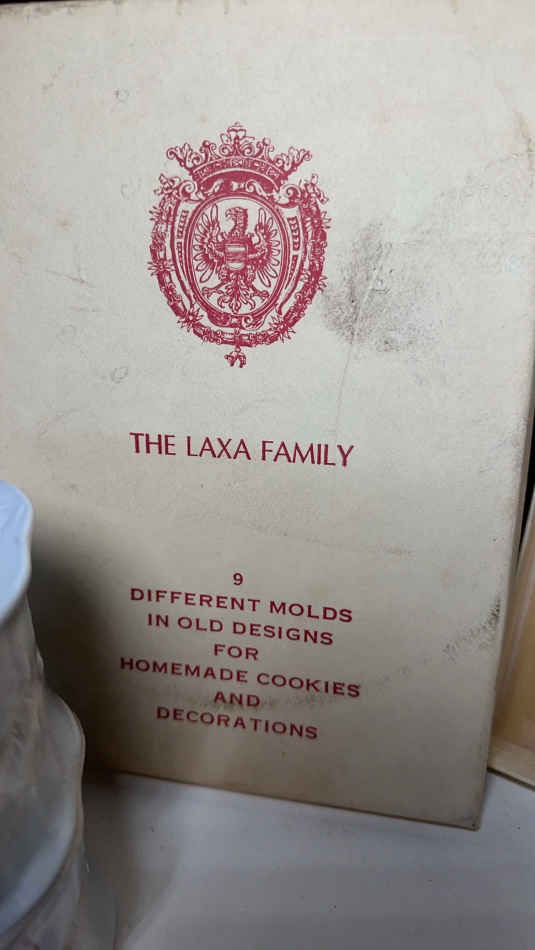 THE LAXA FAMILY
9
DIFFERENT MOLDS
IN OLD DESIGNS
FOR
HOMEMADE COOKIES
AND
DECORATIONS